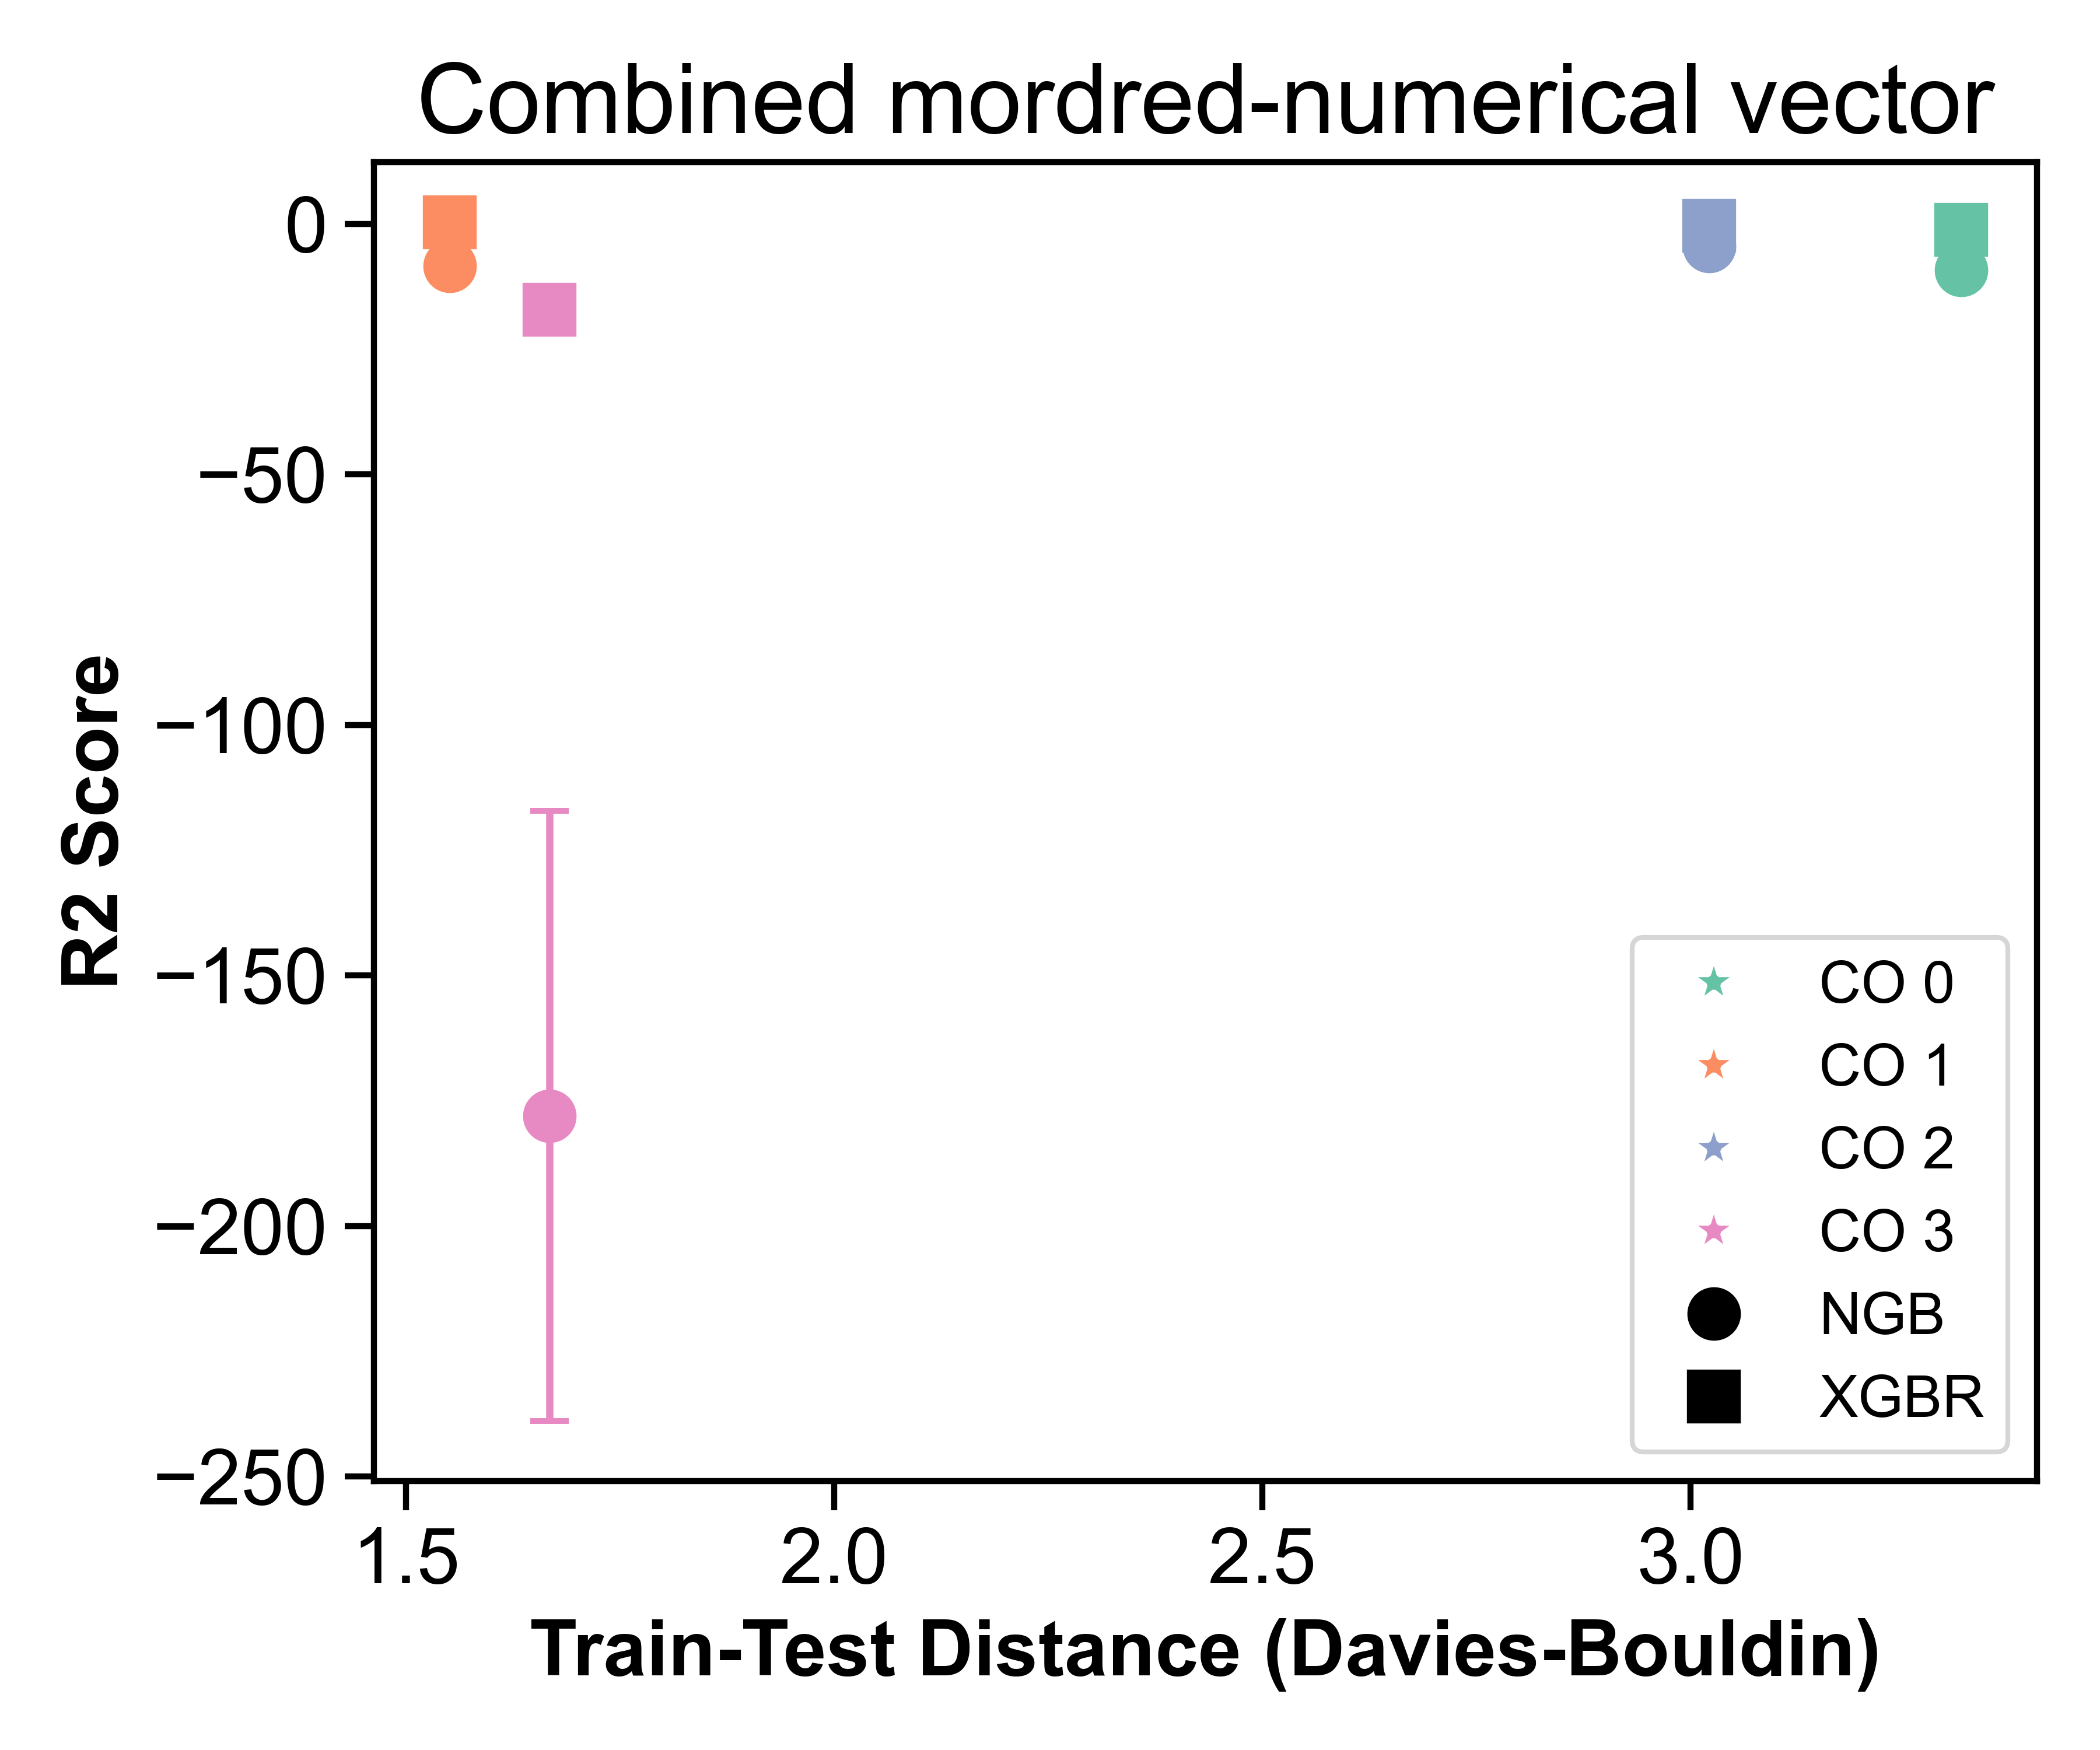 Combined mordred-numerical vector
R2 Score
0
−50
−100
−150
−200
−250
1.5
2.0
2.5
3.0
Train-Test Distance (Davies-Bouldin)
CO 0
CO 1
CO 2
CO 3
NGB
XGBR